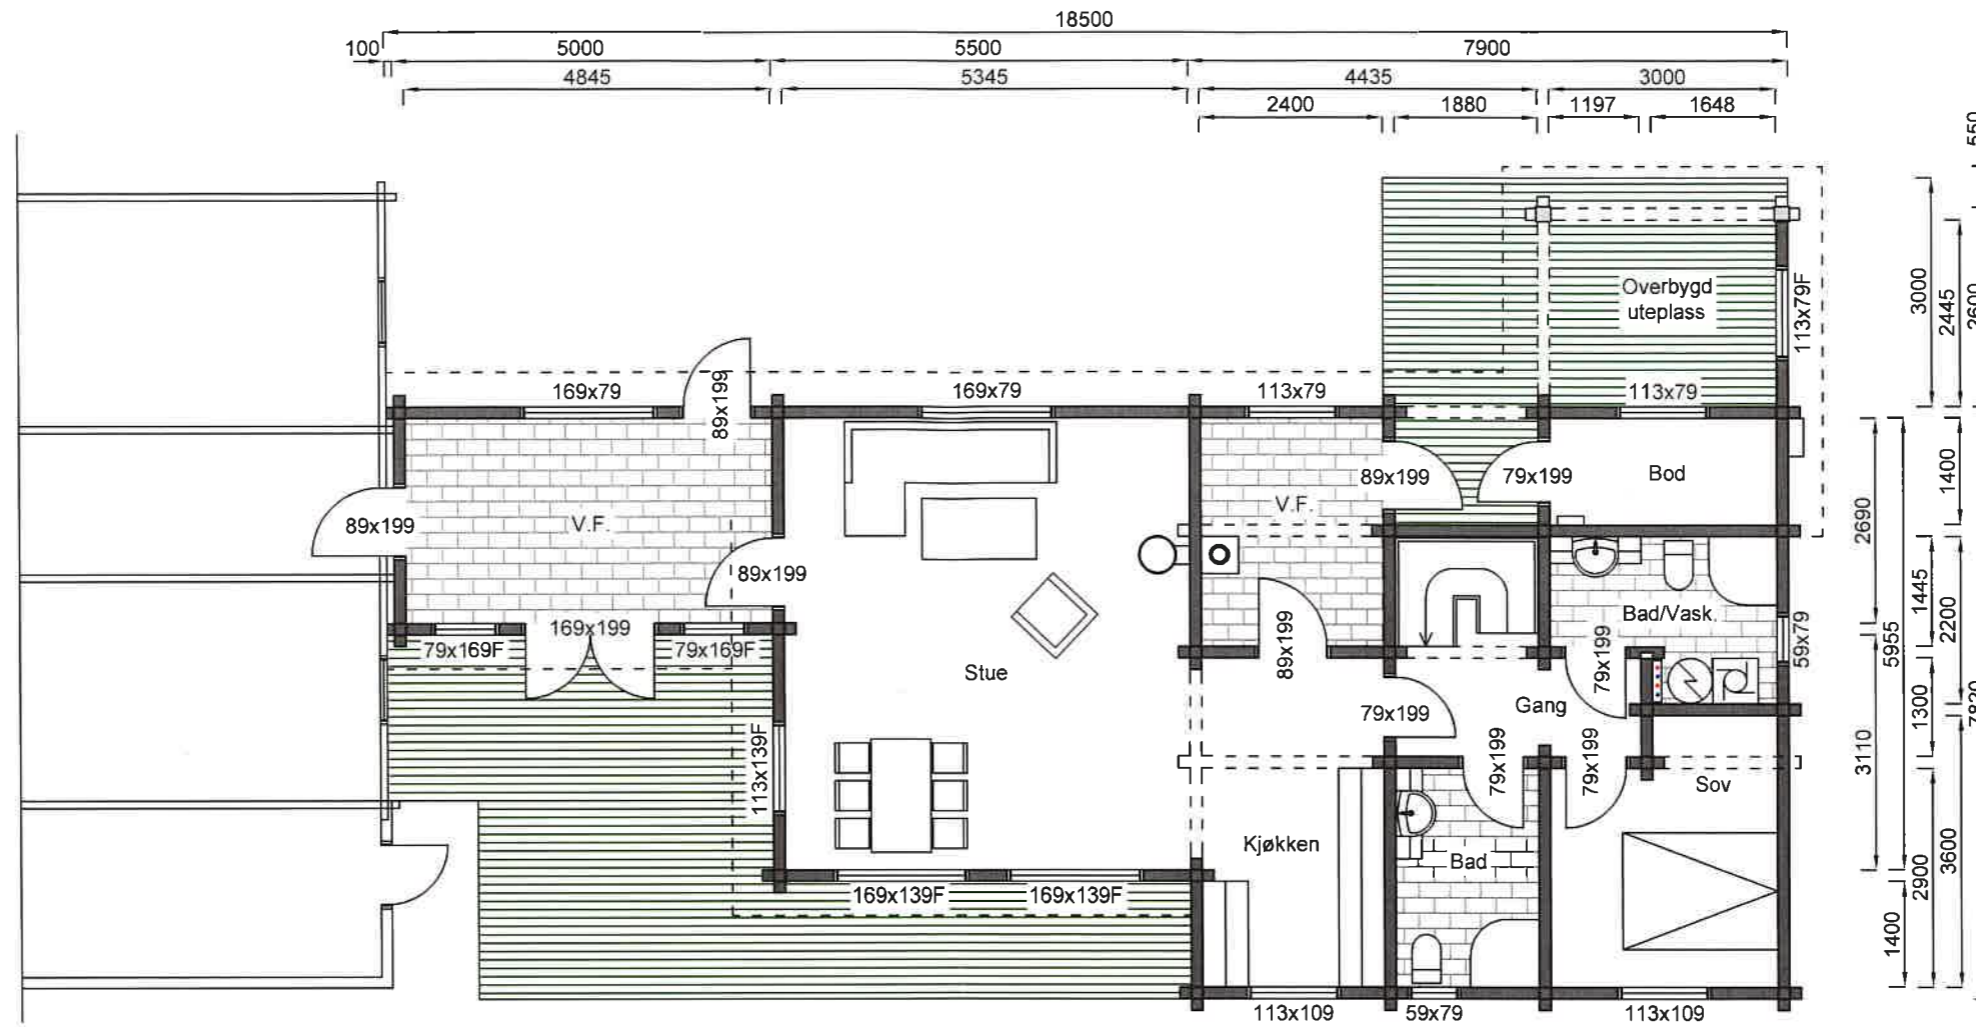 18500
100 5000 5500 7900
4845 5345 4435 3000
2400 1880 1197 1648
550
3000
2445
2600
Overbygd
uteplass
113x79F
169x79
89x199
169x79
113x79
113x79
89x199
V.F.
89x199
V.F.
89x199
79x199
Bod
2690
1400
5955
1445
2200
169x199
79x169F
79x169F
Stue
89x199
Bad/Vask.
79x199
59x79
Gang
79x199
79x199
79x199
113x139F
Sov
Kjøkken
Bad
1300
3110
7820
3600
2900
1400
169x139F
169x139F
113x109
59x79
113x109